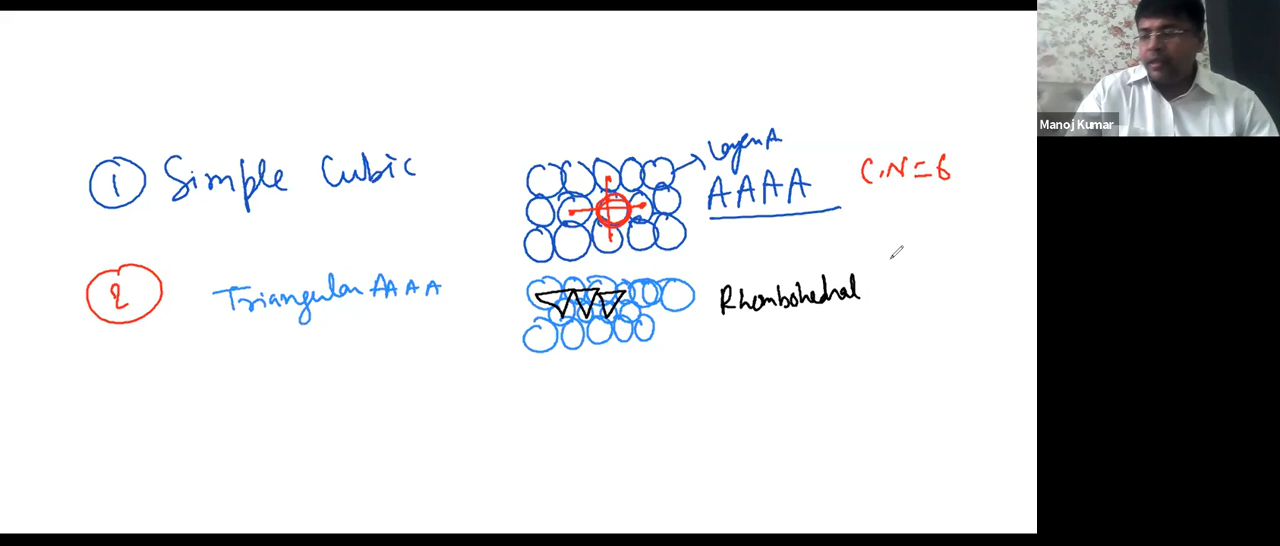 Manoj Kumar
① Simple Cubic
Layer A
AAAA
C.N = 6
② Triangular AAAA
Rhombohedral